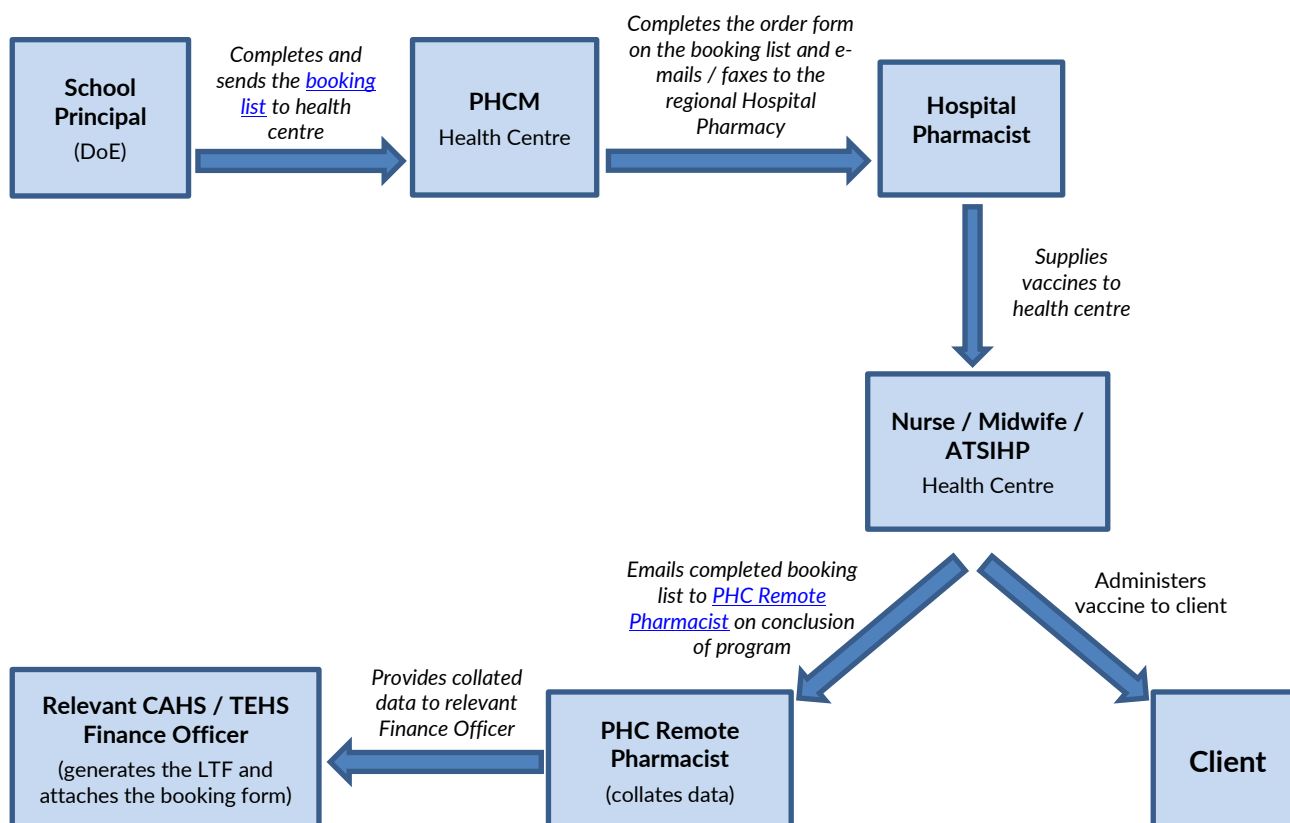 School
Principal
(DoE)
Completes and
sends the booking
list to health
centre
PHCM
Health Centre
Completes the order form
on the booking list and e-
mails / faxes to the
regional Hospital
Pharmacy
Hospital
Pharmacist
Supplies
vaccines to
health centre
Nurse / Midwife /
ATSIHP
Health Centre
Emails completed booking
list to PHC Remote
Pharmacist on conclusion
of program
Administers
vaccine to client
Client
PHC Remote
Pharmacist
(collates data)
Provides collated
data to relevant
Finance Officer
Relevant CAHS / TEHS
Finance Officer
(generates the LTF and
attaches the booking form)